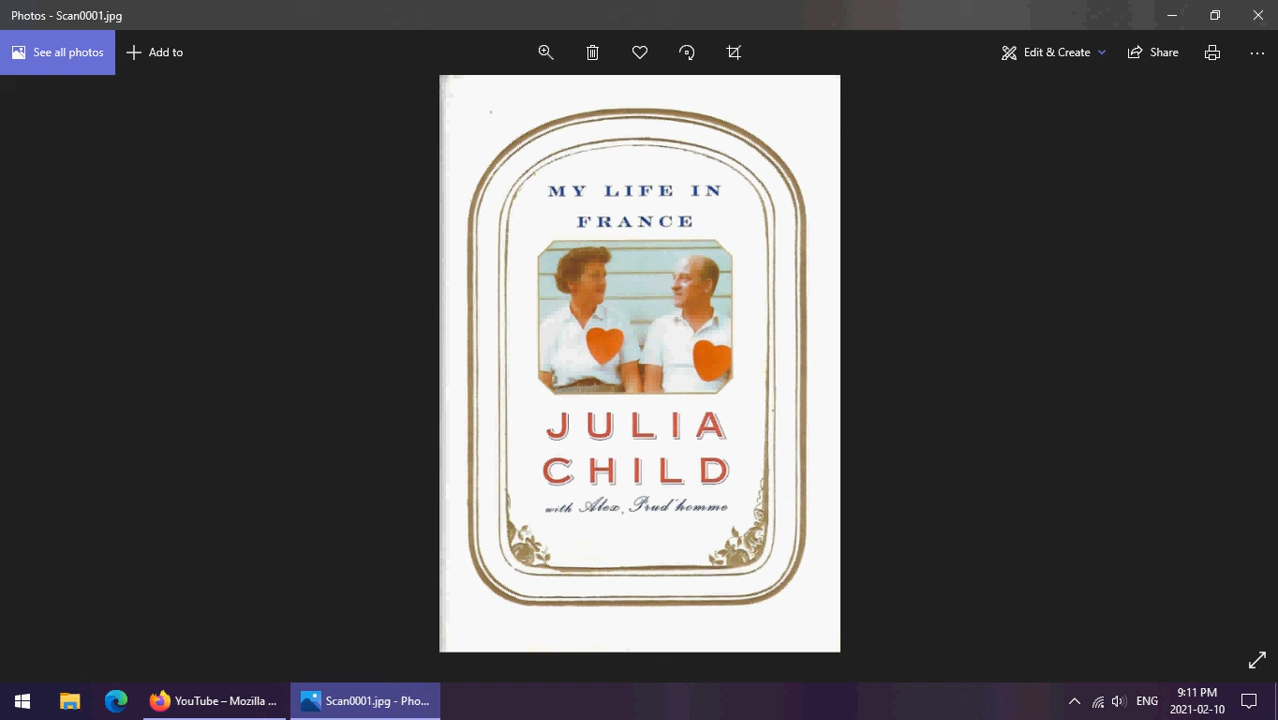 Photos - Scan0001.jpg
See all photos
Add to
Edit & Create
Share
MY LIFE IN
FRANCE
JULIA
CHILD
with Alex Prud'homme
YouTube – Mozilla ...
Scan0001.jpg - Pho...
ENG
9:11 PM
2021-02-10